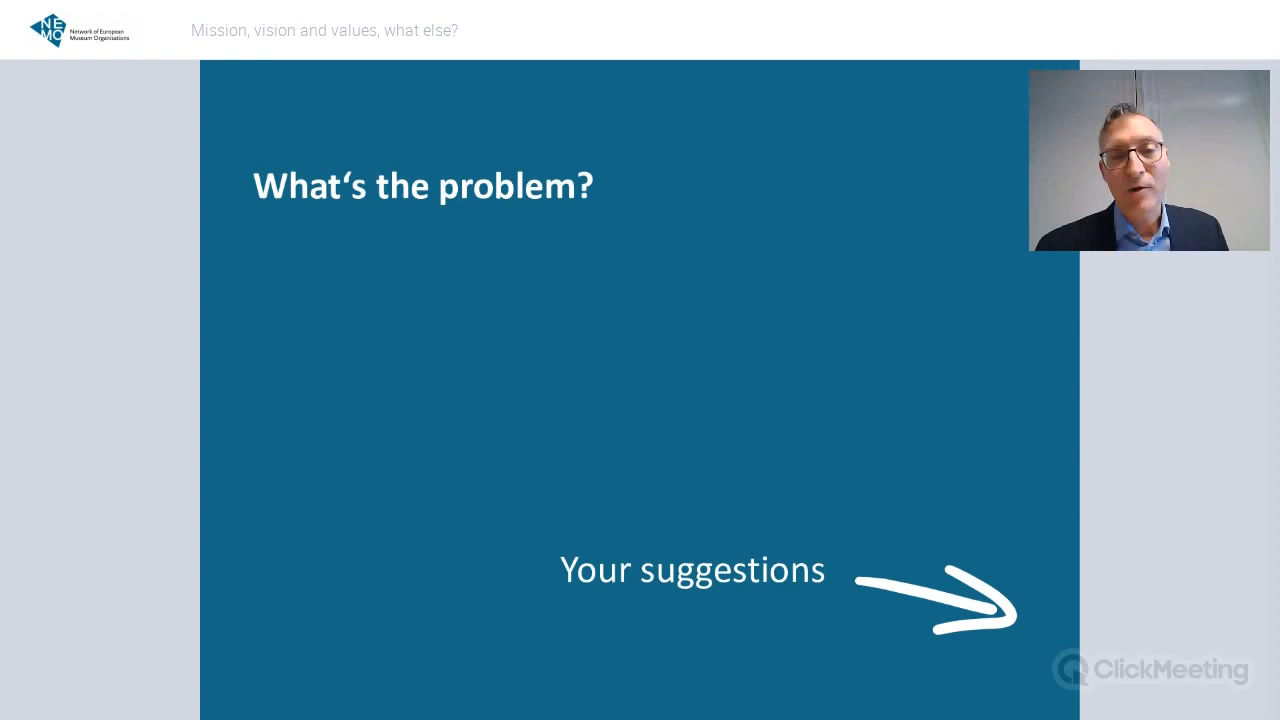 NE
MO
Network of European
Museum Organisations
Mission, vision and values, what else?
What‘s the problem?
Your suggestions
ClickMeeting